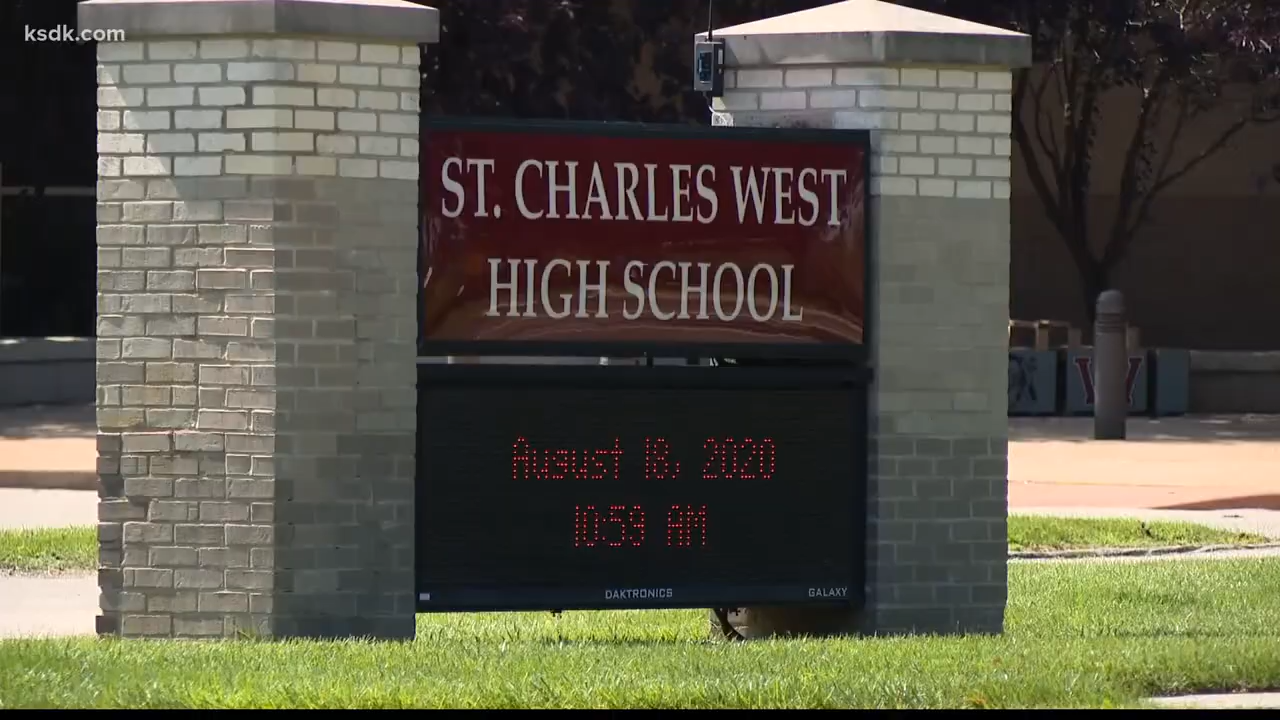 ksdk.com
ST. CHARLES WEST
HIGH SCHOOL
W
August 18, 2020
10:59 AM
DAKTRONICS GALAXY